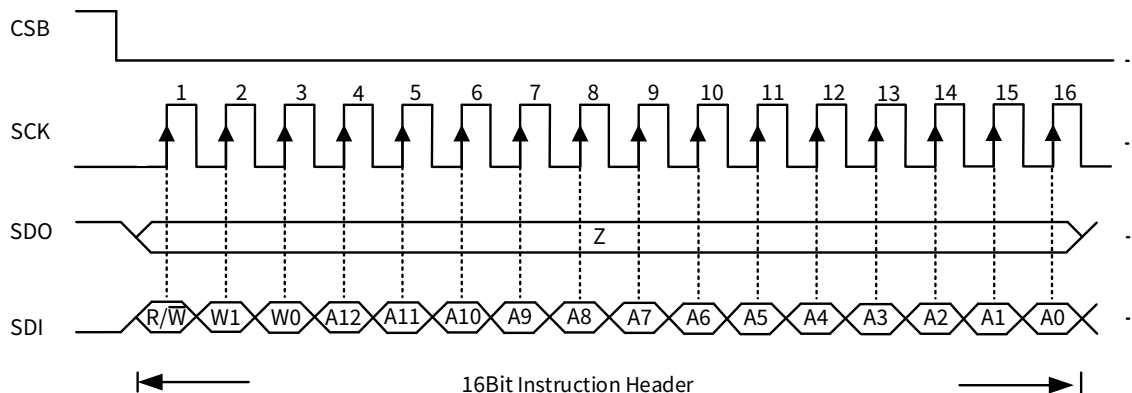 CSB
1 2 3 4 5 6 7 8 9 10 11 12 13 14 15 16
SCK
SDO
Z
SDI
R/W̅ W1 W0 A12 A11 A10 A9 A8 A7 A6 A5 A4 A3 A2 A1 A0
16Bit Instruction Header